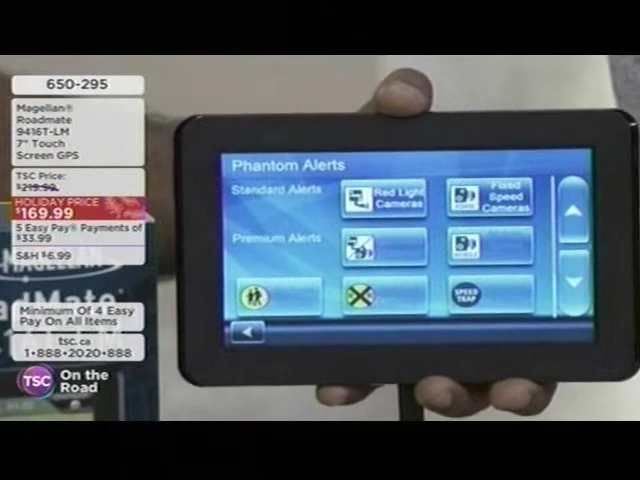 650-295
Magellan®
Roadmate
9416T-LM
7" Touch
Screen GPS
TSC Price:
$219.90
HOLIDAY PRICE
$169.99
5 Easy Pay® Payments of
$33.99
S&H $6.99
MAGELLAN
adMate
Minimum Of 4 Easy
Pay On All Items
tsc.ca
1•888•2020•888
TSC On the
Road
Phantom Alerts
Standard Alerts
Red Light
Cameras
Fixed
Speed
Cameras
Premium Alerts
SPEED
TRAP